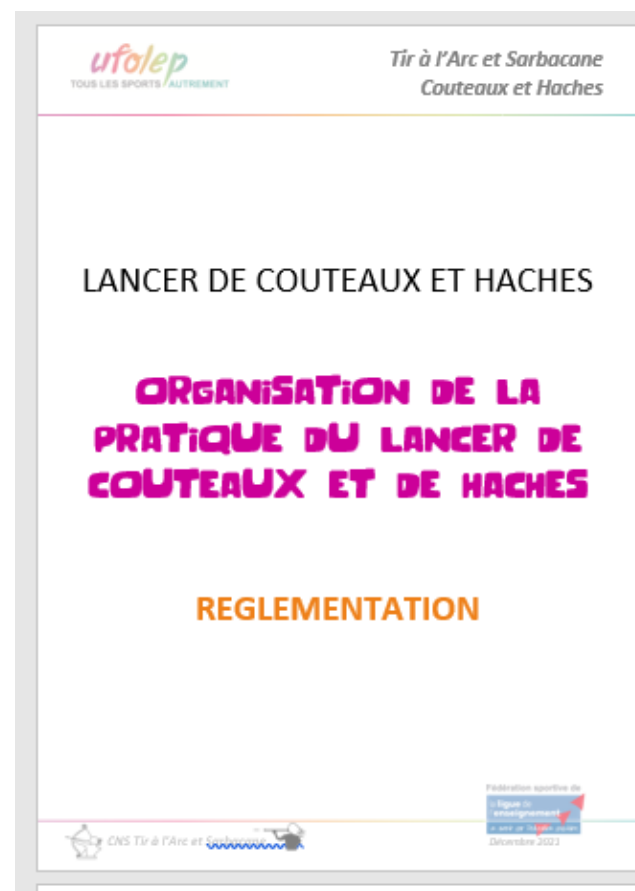 ufolep
TOUS LES SPORTS AUTREMENT
Tir à l'Arc et Sarbacane
Couteaux et Haches
LANCER DE COUTEAUX ET HACHES
ORGANiSATiON DE LA
PRATiQUE DU LANCER DE
COUTEAUX ET DE HACHES
REGLEMENTATION
Fédération sportive de
la ligue de
l'enseignement
CNS Tir à l'Arc et Sarbacane
Décembre 2021